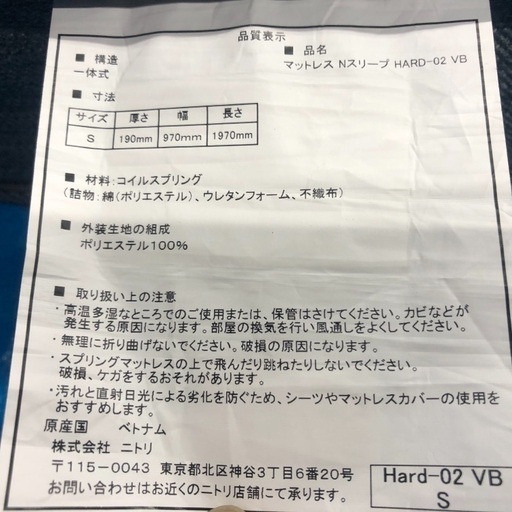 品質表示
■ 構造
一体式
■ 品名
マットレス Nスリープ HARD-02 VB
■ 寸法
サイズ 厚さ 幅 長さ
S 190mm 970mm 1970mm
■ 材料:コイルスプリング
(詰物:綿(ポリエステル)、ウレタンフォーム、不織布)
■ 外装生地の組成
ポリエステル100%
■ 取り扱い上の注意
・高温多湿なところでのご使用または、保管はさけてください。カビなどが
発生する原因になります。部屋の換気を行い風通しをよくしてください。
・無理に折り曲げないでください。破損の原因になります。
・スプリングマットレスの上で飛んだり跳ねたりしないでください。
破損、ケガをするおそれがあります。
・汚れと直射日光による劣化を防ぐため、シーツやマットレスカバーの使用を
おすすめします。
原産国 ベトナム
株式会社 ニトリ
〒115-0043 東京都北区神谷3丁目6番20号
お問い合わせはお近くのニトリ店舗にて承ります。
Hard-02 VB
S